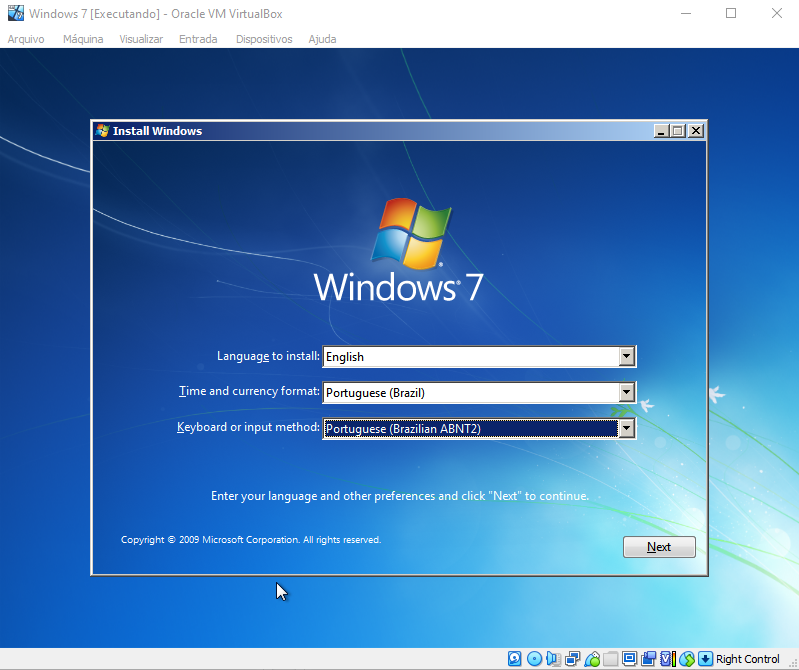 Windows 7 [Executando] - Oracle VM VirtualBox
Arquivo Máquina Visualizar Entrada Dispositivos Ajuda
Install Windows
Windows® 7
Language to install: English
Time and currency format: Portuguese (Brazil)
Keyboard or input method: Portuguese (Brazilian ABNT2)
Enter your language and other preferences and click "Next" to continue.
Copyright © 2009 Microsoft Corporation. All rights reserved.
Next
Right Control